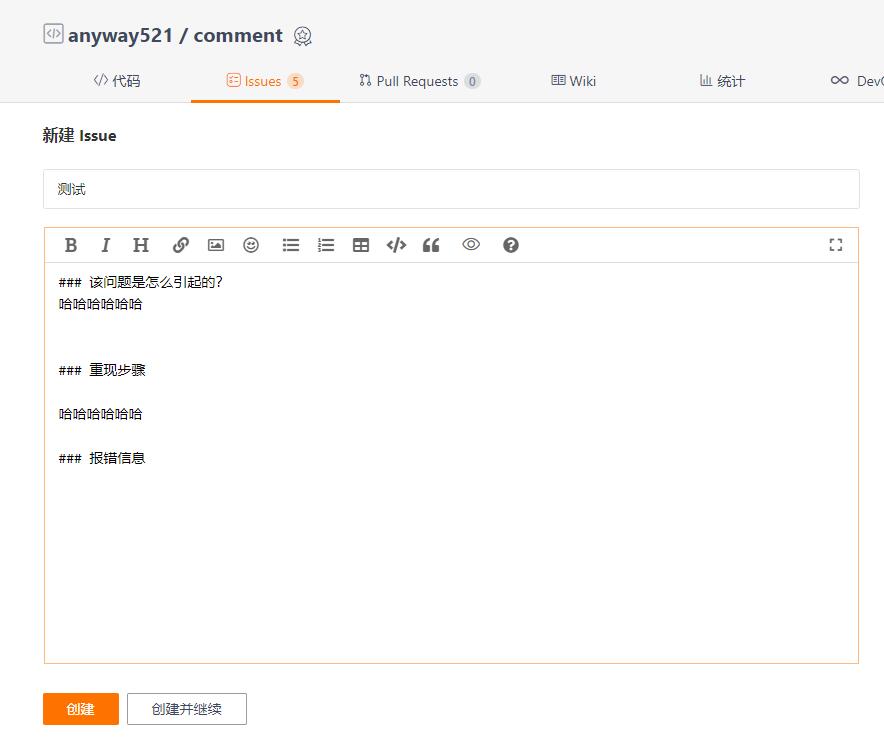 anyway521 / comment
代码 Issues 5 Pull Requests 0 Wiki 统计
新建 Issue
测试
B I H
### 该问题是怎么引起的？
哈哈哈哈哈哈
### 重现步骤
哈哈哈哈哈哈
### 报错信息
创建 创建并继续